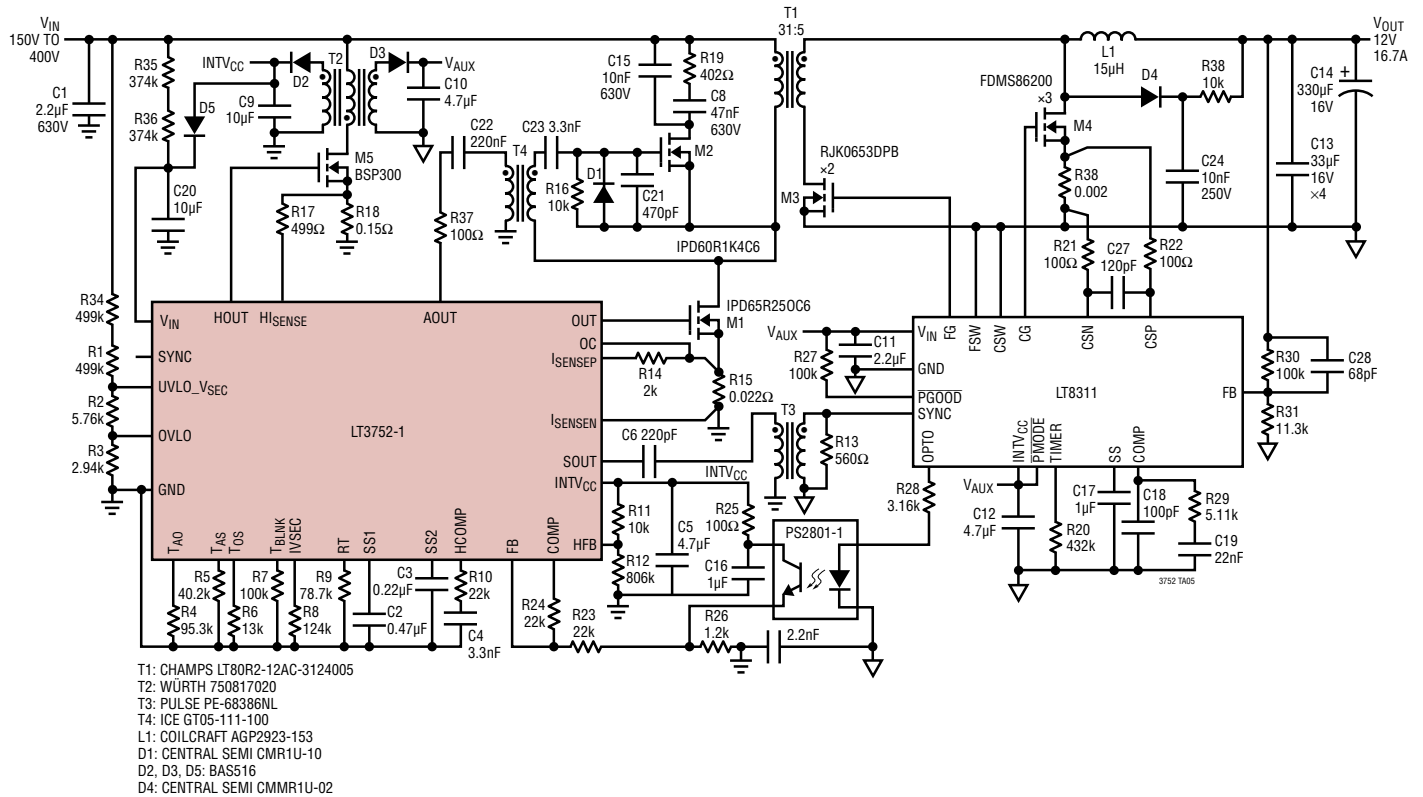 VIN
150V TO
400V
C1
2.2µF
630V
R35
374k
R36
374k
C20
10µF
D5
INTVCC
D2
C9
10µF
T2
D3
VAUX
C10
4.7µF
M5
BSP300
R17
499Ω
R18
0.15Ω
C22
220nF
R37
100Ω
T4
C23 3.3nF
R16
10k
D1
C21
470pF
C15
10nF
630V
R19
402Ω
C8
47nF
630V
M2
IPD60R1K4C6
T1
31:5
RJK0653DPB
×2
M3
FDMS86200
×3
M4
L1
15µH
D4
R38
10k
R38
0.002
C24
10nF
250V
VOUT
12V
16.7A
C14
330µF
16V
+
C13
33µF
16V
×4
R21
100Ω
C27
120pF
R22
100Ω
R34
499k
R1
499k
R2
5.76k
R3
2.94k
VIN
HOUT
HISENSE
AOUT
SYNC
UVLO_VSEC
OVLO
GND
LT3752-1
OUT
OC
ISENSEP
ISENSEN
SOUT
INTVCC
HFB
TAO
TAS
TOS
TBLNK
IVSEC
RT
SS1
SS2
HCOMP
FB
COMP
IPD65R25OC6
M1
R14
2k
R15
0.022Ω
C6 220pF
T3
R13
560Ω
VAUX
R27
100k
C11
2.2µF
VIN
FG
FSW
CSW
CG
CSN
CSP
GND
PGOOD
SYNC
LT8311
FB
OPTO
INTVCC
PMODE
TIMER
SS
COMP
R30
100k
C28
68pF
R31
11.3k
R28
3.16k
VAUX
C12
4.7µF
R20
432k
C17
1µF
C18
100pF
R29
5.11k
C19
22nF
3752 TA05
INTVCC
R11
10k
R12
806k
C5
4.7µF
R25
100Ω
C16
1µF
PS2801-1
R4
95.3k
R5
40.2k
R6
13k
R7
100k
R8
124k
R9
78.7k
C2
0.47µF
C3
0.22µF
R10
22k
C4
3.3nF
R24
22k
R23
22k
R26
1.2k
2.2nF
T1: CHAMPS LT80R2-12AC-3124005
T2: WÜRTH 750817020
T3: PULSE PE-68386NL
T4: ICE GT05-111-100
L1: COILCRAFT AGP2923-153
D1: CENTRAL SEMI CMR1U-10
D2, D3, D5: BAS516
D4: CENTRAL SEMI CMMR1U-02